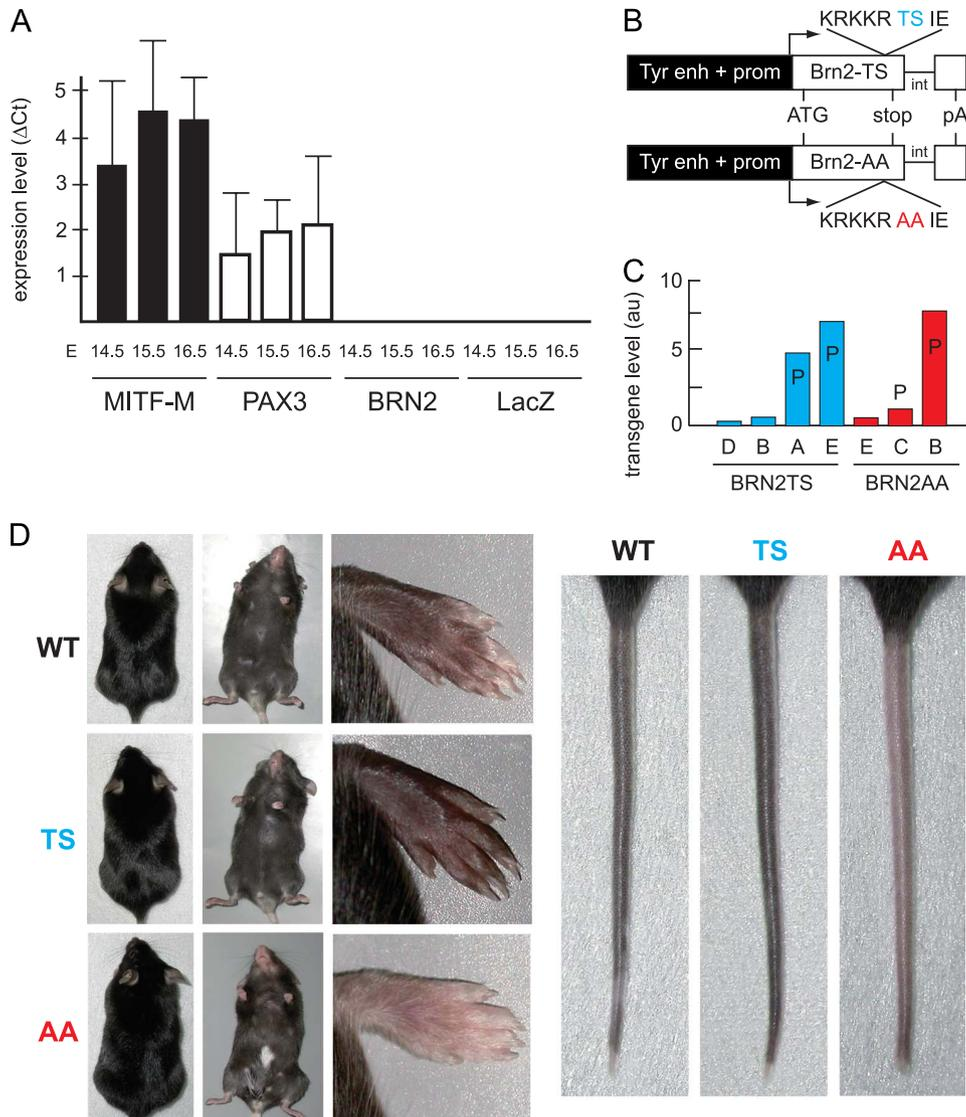 A
expression level (ΔCt)
5
4
3
2
1
E 14.5 15.5 16.5 14.5 15.5 16.5 14.5 15.5 16.5 14.5 15.5 16.5
MITF-M PAX3 BRN2 LacZ
B
KRKKR TS IE
Tyr enh + prom Brn2-TS int
ATG stop pA
Tyr enh + prom Brn2-AA int
KRKKR AA IE
C
transgene level (au)
10
5
0
P P P P
D B A E E C B
BRN2TS BRN2AA
D
WT
TS
AA
WT TS AA